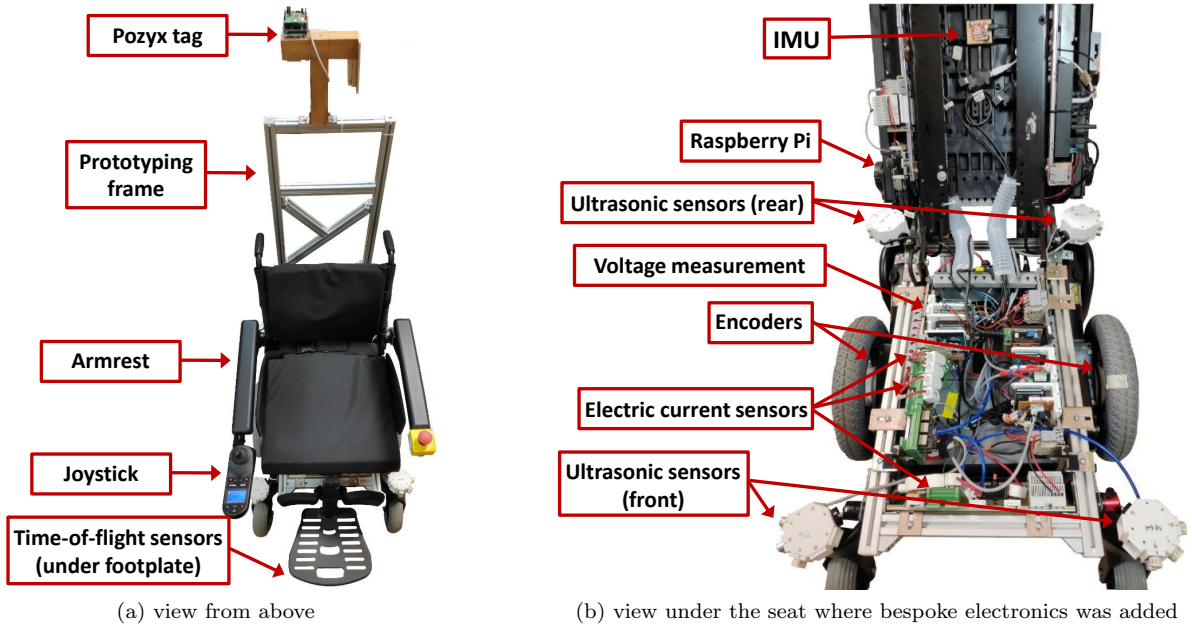 Pozyx tag
Prototyping
frame
Armrest
Joystick
Time-of-flight sensors
(under footplate)
(a) view from above
IMU
Raspberry Pi
Ultrasonic sensors (rear)
Voltage measurement
Encoders
Electric current sensors
Ultrasonic sensors
(front)
(b) view under the seat where bespoke electronics was added